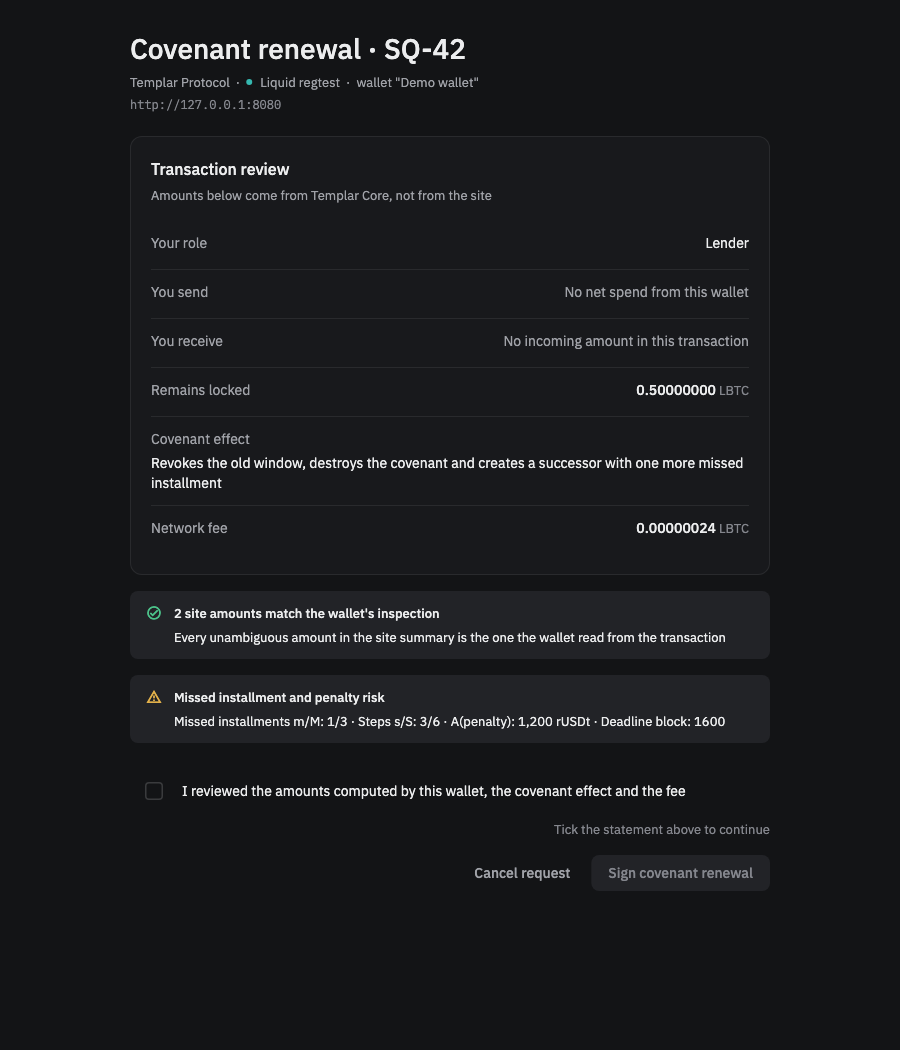 Covenant renewal · SQ-42
Templar Protocol · Liquid regtest · wallet "Demo wallet"
http://127.0.0.1:8080
Transaction review
Amounts below come from Templar Core, not from the site
Your role Lender
You send No net spend from this wallet
You receive No incoming amount in this transaction
Remains locked 0.50000000 LBTC
Covenant effect
Revokes the old window, destroys the covenant and creates a successor with one more missed
installment
Network fee 0.00000024 LBTC
2 site amounts match the wallet's inspection
Every unambiguous amount in the site summary is the one the wallet read from the transaction
Missed installment and penalty risk
Missed installments m/M: 1/3 · Steps s/S: 3/6 · A(penalty): 1,200 rUSDt · Deadline block: 1600
I reviewed the amounts computed by this wallet, the covenant effect and the fee
Tick the statement above to continue
Cancel request Sign covenant renewal